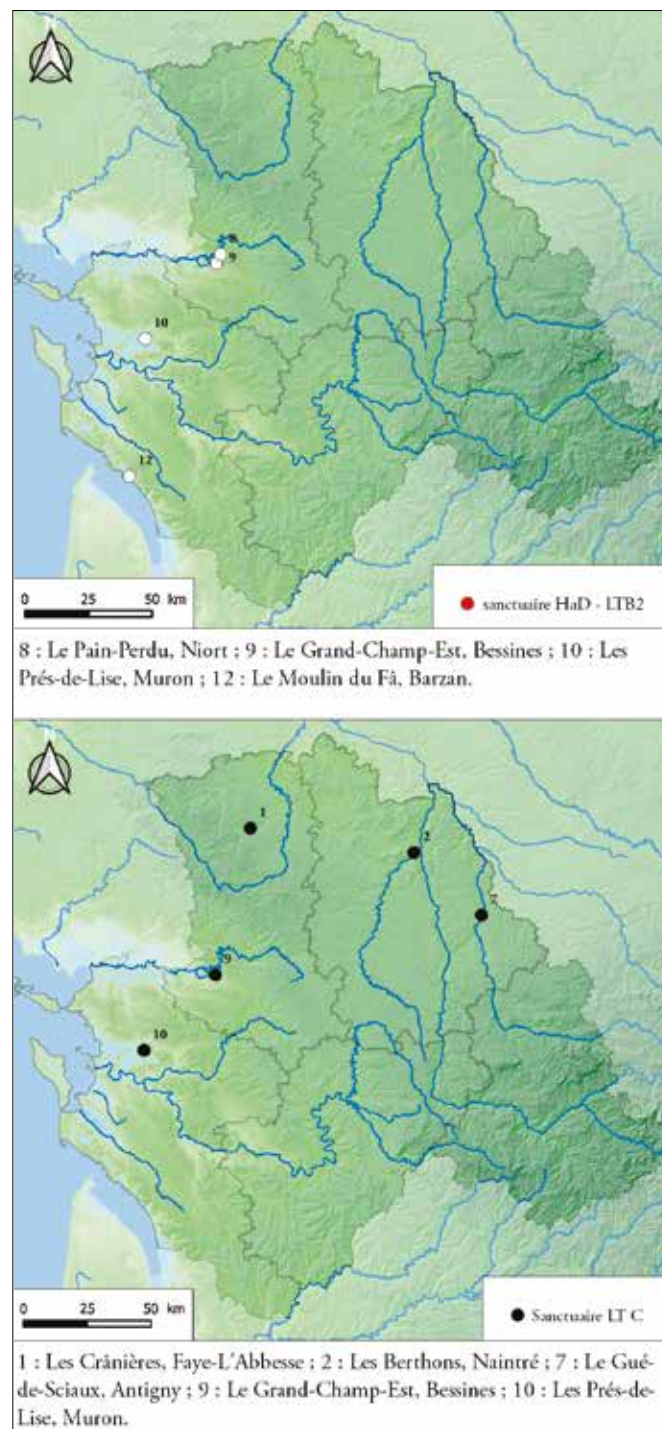 N
8
9
10
12
0 25 50 km
sanctuaire HaD - LTB2
8 : Le Pain-Perdu, Niort ; 9 : Le Grand-Champ-Est, Bessines ; 10 : Les
Prés-de-Lise, Muron ; 12 : Le Moulin du Fâ, Barzan.
N
1
2
7
9
10
0 25 50 km
Sanctuaire LT C
1 : Les Crânières, Faye-L'Abbesse ; 2 : Les Berthons, Naintré ; 7 : Le Gué-
de-Sciaux, Antigny ; 9 : Le Grand-Champ-Est, Bessines ; 10 : Les Prés-de-
Lise, Muron.